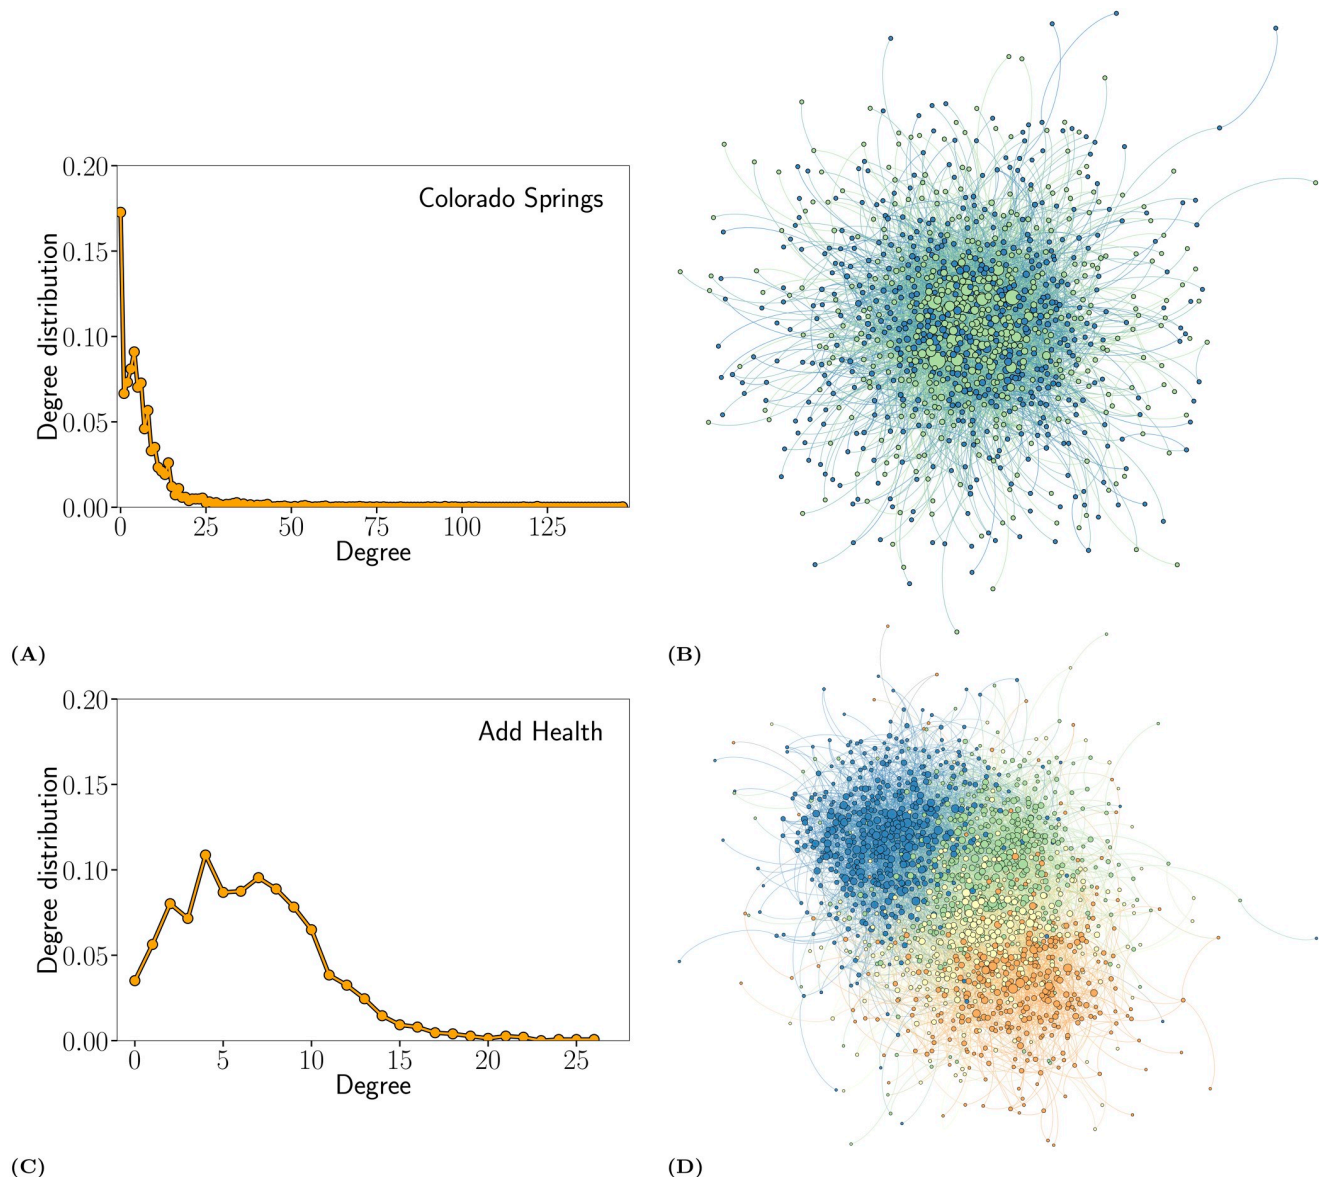 0.20
Colorado Springs
0.15
0.10
0.05
0.00
Degree distribution
0 25 50 75 100 125
Degree
(A)
(B)
0.20
Add Health
0.15
0.10
0.05
0.00
Degree distribution
0 5 10 15 20 25
Degree
(C)
(D)